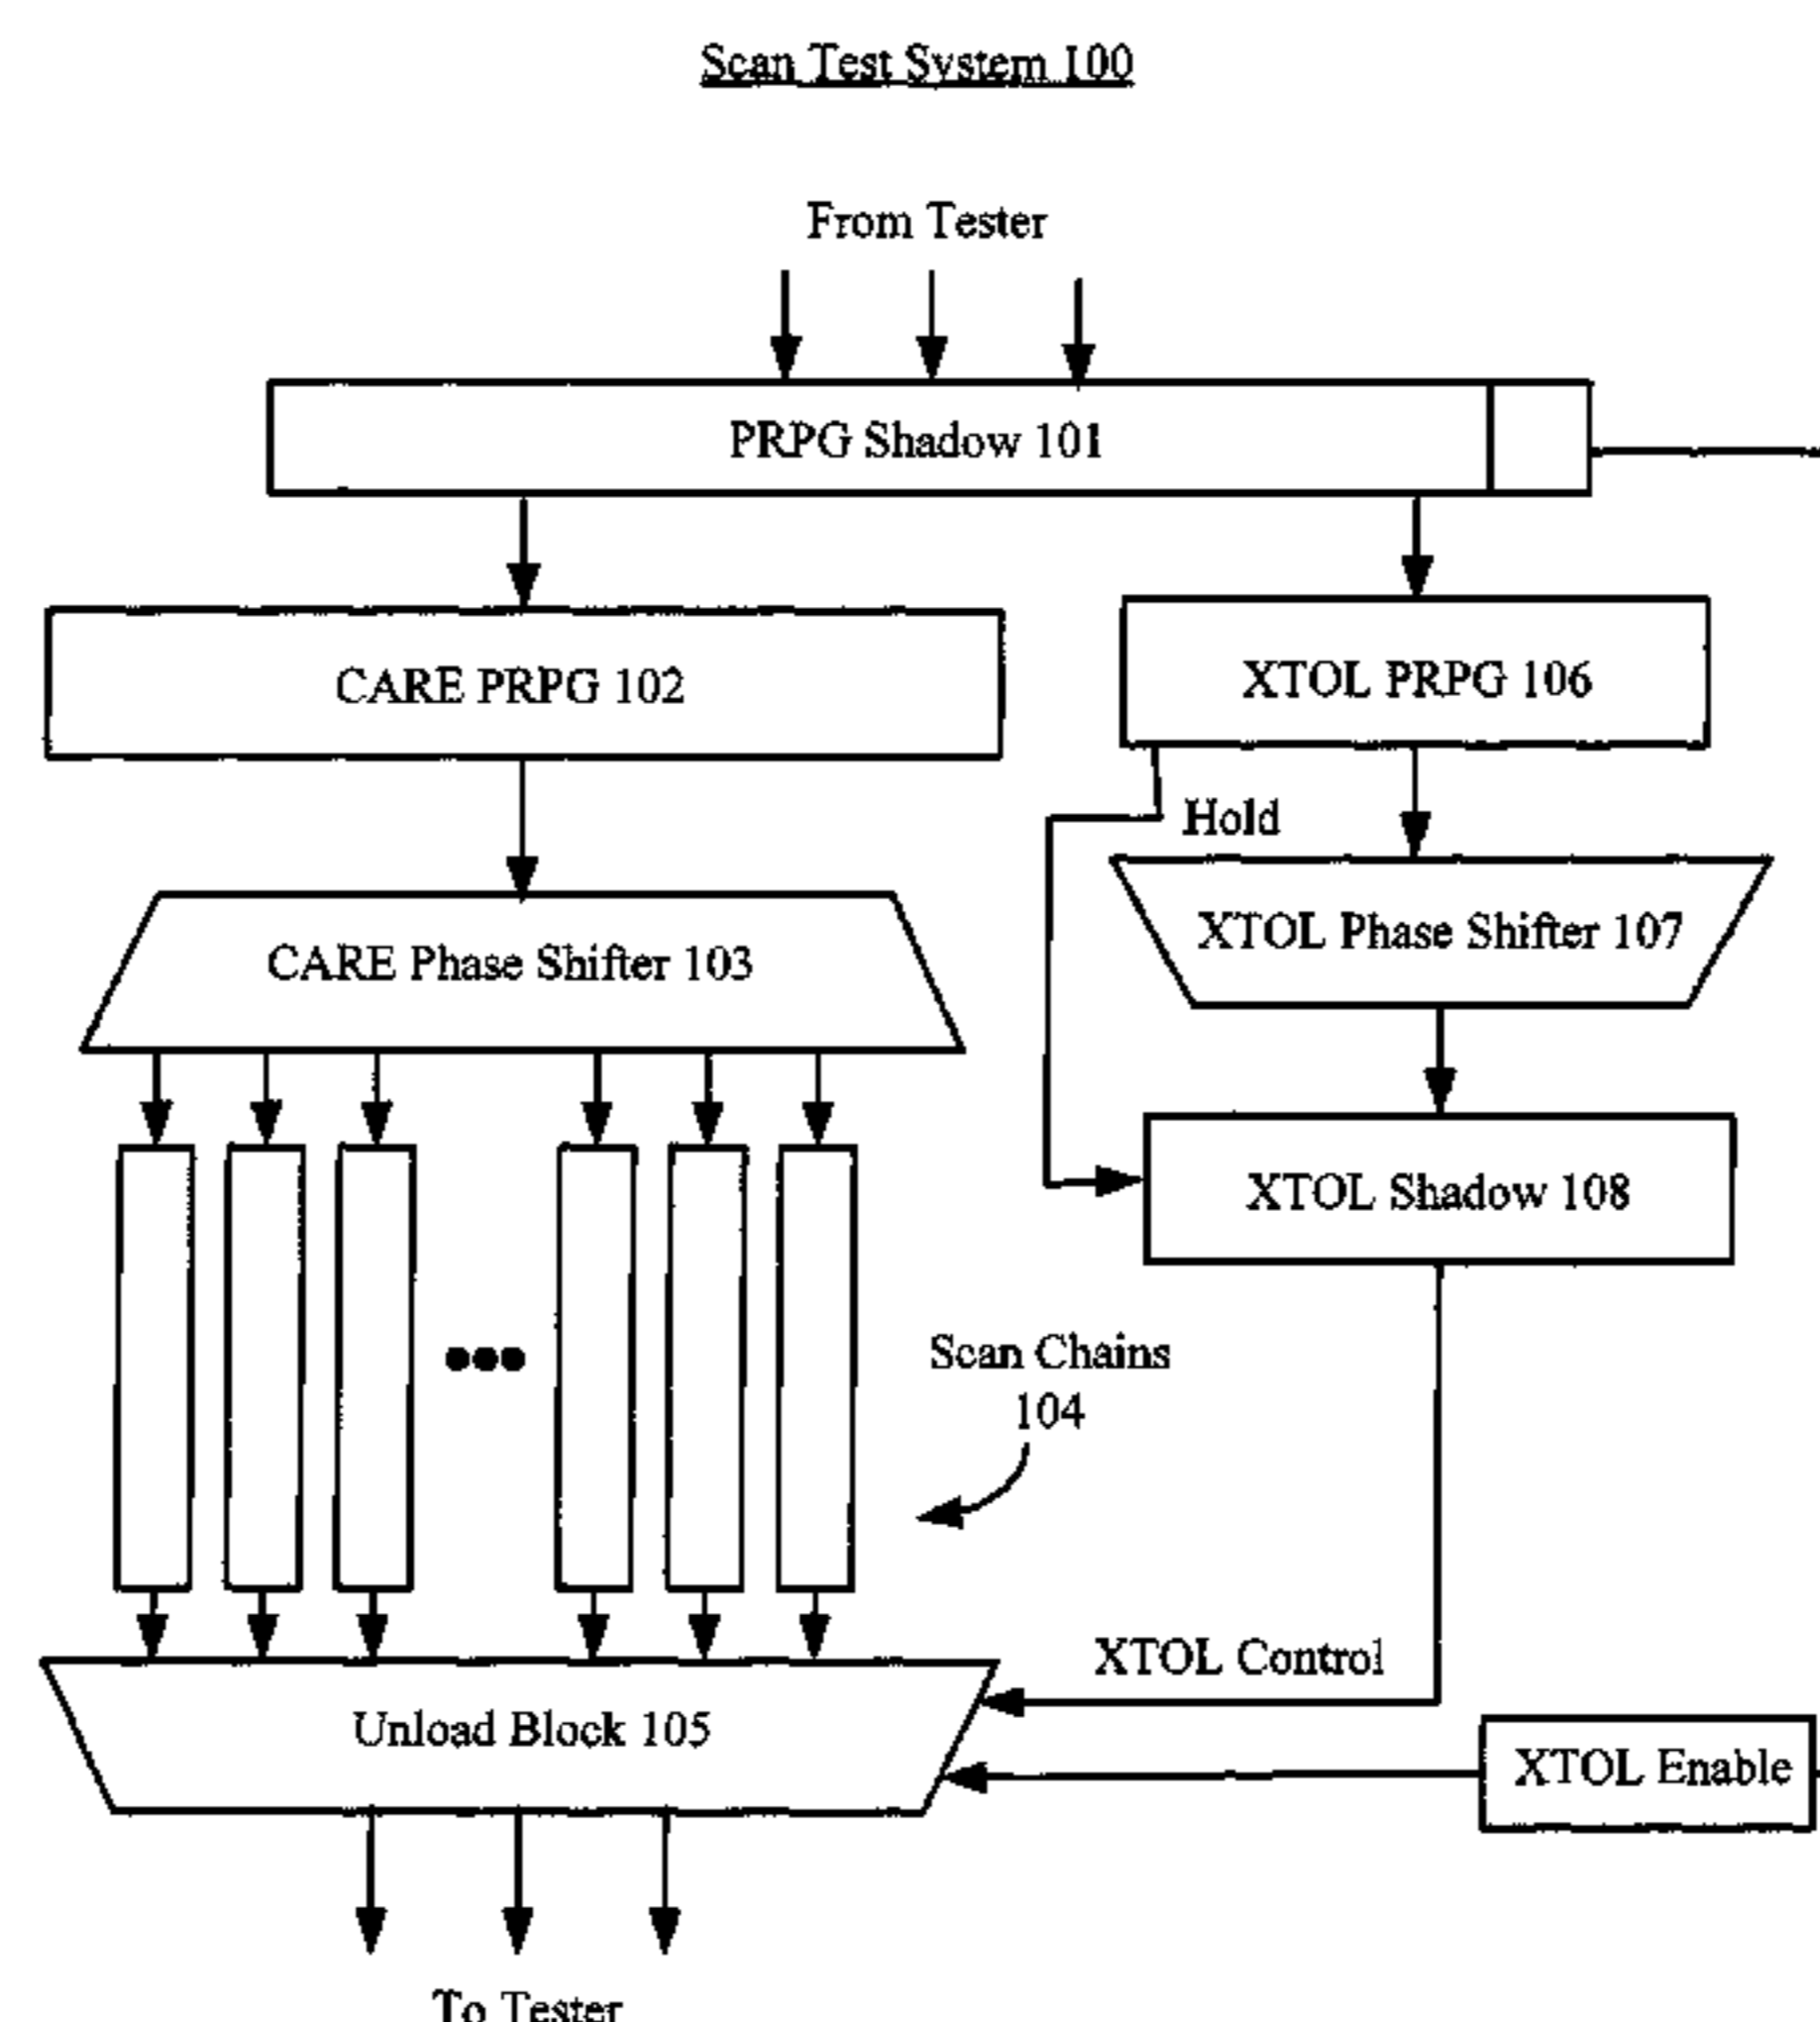 Scan Test System 100
From Tester
PRPG Shadow 101
CARE PRPG 102
XTOL PRPG 106
Hold
CARE Phase Shifter 103
XTOL Phase Shifter 107
XTOL Shadow 108
Scan Chains
104
XTOL Control
Unload Block 105
XTOL Enable
To Tester